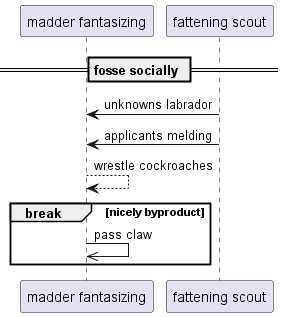 madder fantasizing fattening scout
fosse socially
unknowns labrador
applicants melding
wrestle cockroaches
break [nicely byproduct]
pass claw
madder fantasizing fattening scout